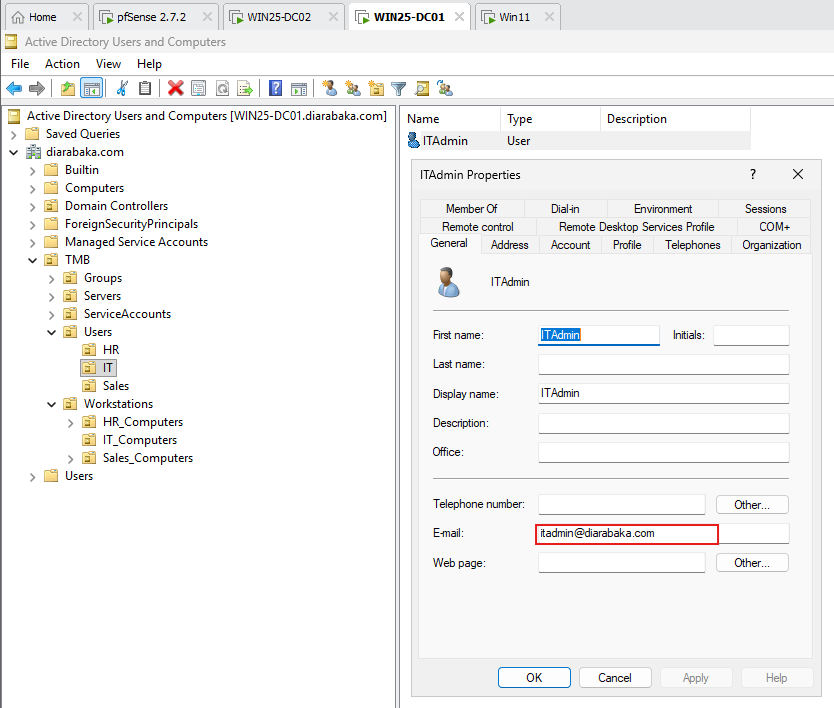 Home
pfSense 2.7.2
WIN25-DC02
WIN25-DC01
Win11
Active Directory Users and Computers
File Action View Help
Active Directory Users and Computers [WIN25-DC01.diarabaka.com]
Saved Queries
diarabaka.com
Builtin
Computers
Domain Controllers
ForeignSecurityPrincipals
Managed Service Accounts
TMB
Groups
Servers
ServiceAccounts
Users
HR
IT
Sales
Workstations
HR_Computers
IT_Computers
Sales_Computers
Users
Name Type Description
ITAdmin User
ITAdmin Properties
?
Member Of Dial-in Environment Sessions
Remote control Remote Desktop Services Profile COM+
General Address Account Profile Telephones Organization
ITAdmin
First name: ITAdmin Initials:
Last name:
Display name: ITAdmin
Description:
Office:
Telephone number: Other...
E-mail: itadmin@diarabaka.com
Web page: Other...
OK Cancel Apply Help